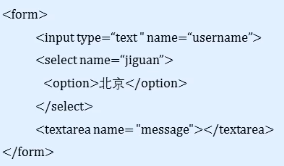 <form>
<input type=“text ” name=“username”>
<select name=“jiguan”>
<option>北京</option>
</select>
<textarea name= "message"></textarea>
</form>